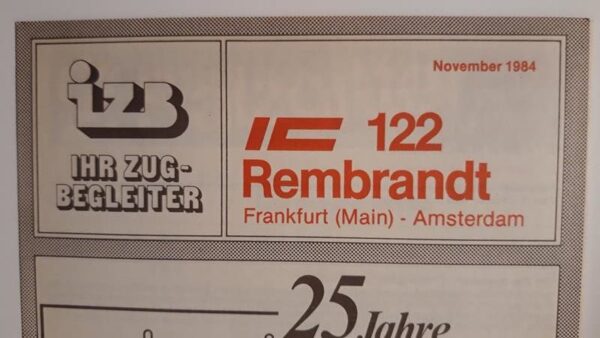 izb
IHR ZUG-
BEGLEITER
November 1984
IC 122
Rembrandt
Frankfurt (Main) - Amsterdam
25 Jahre